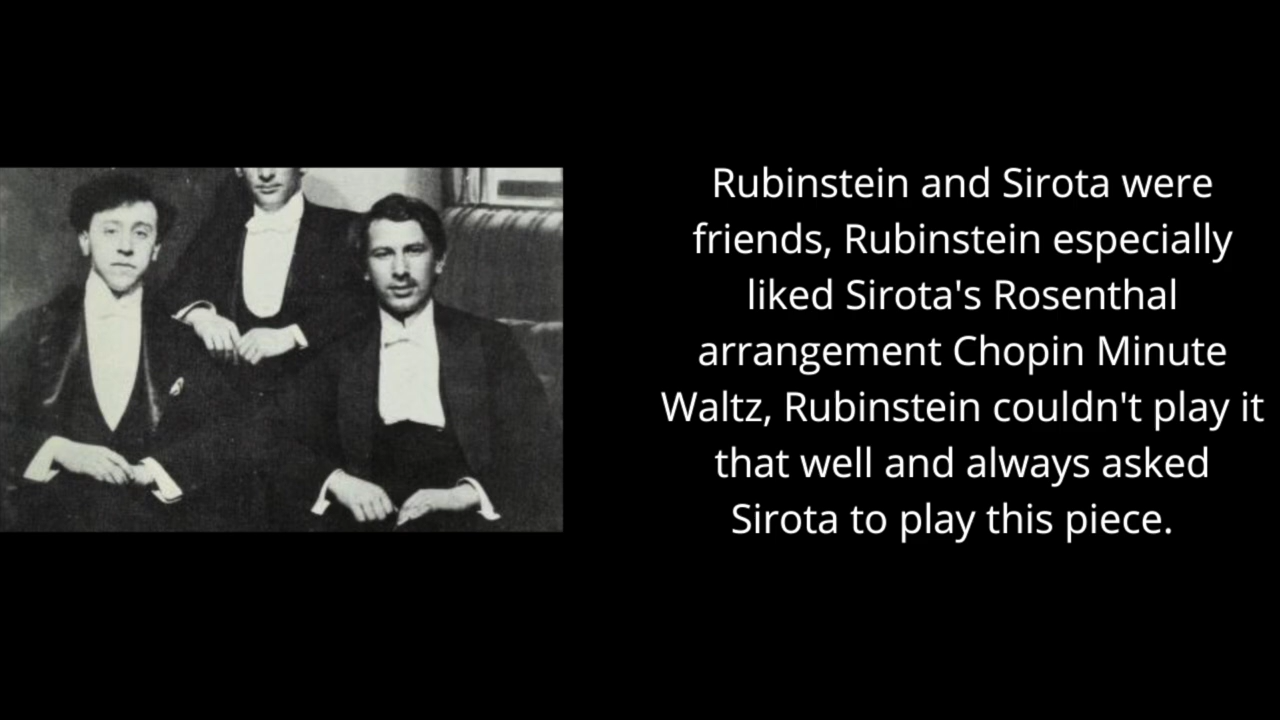 Rubinstein and Sirota were
friends, Rubinstein especially
liked Sirota's Rosenthal
arrangement Chopin Minute
Waltz, Rubinstein couldn't play it
that well and always asked
Sirota to play this piece.